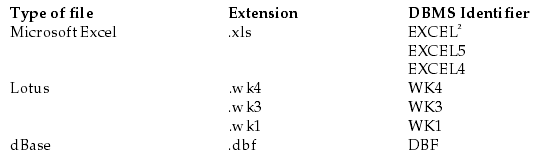 Type of file Extension DBMS Identifier
Microsoft Excel .xls EXCEL²
EXCEL5
EXCEL4
Lotus .wk4 WK4
.wk3 WK3
.wk1 WK1
dBase .dbf DBF